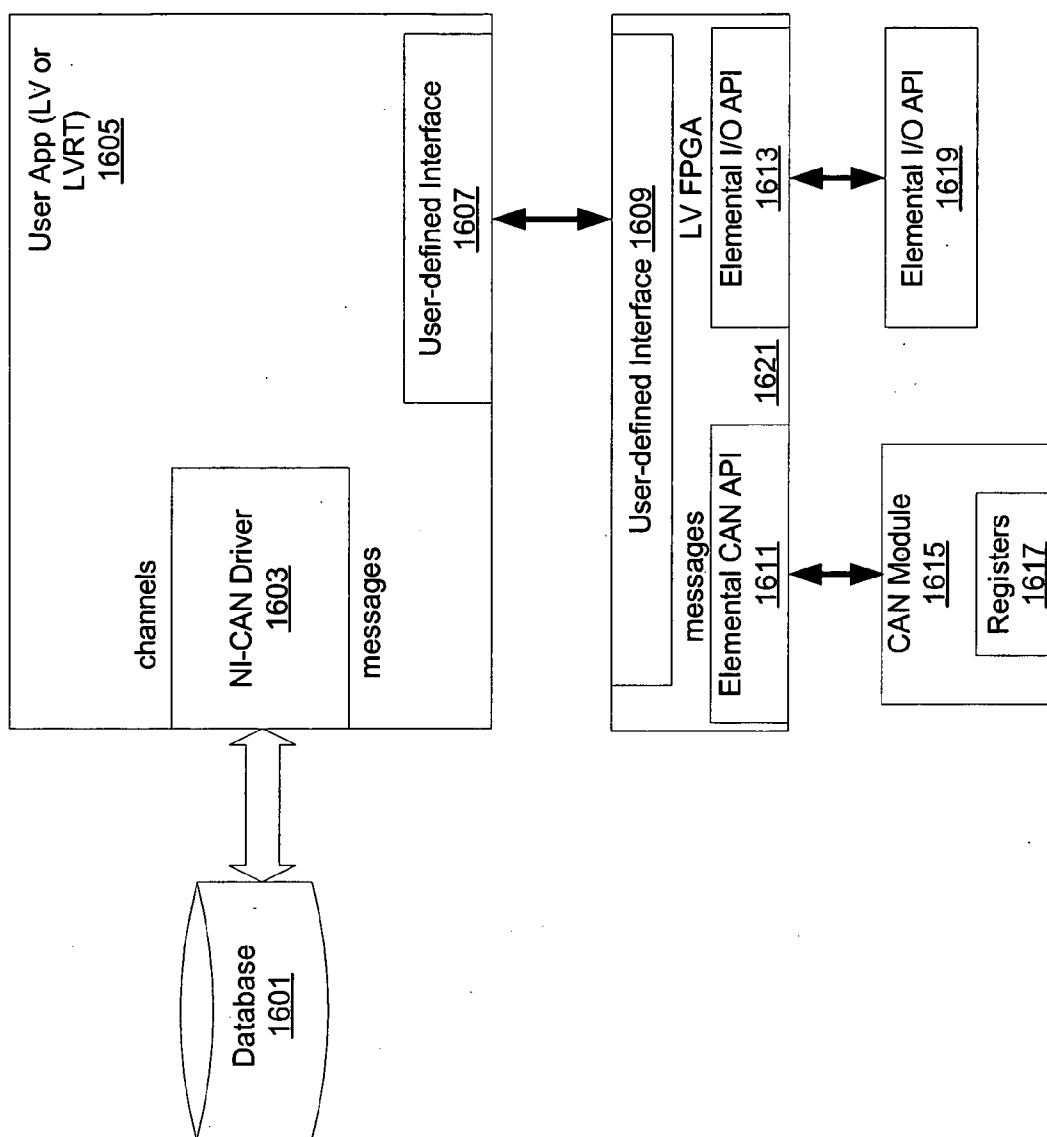 User App (LV or
LVRT)
1605
channels
NI-CAN Driver
1603
messages
User-defined Interface
1607
Database
1601
User-defined Interface 1609
messages
LV FPGA
Elemental CAN API
1611
1621
Elemental I/O API
1613
CAN Module
1615
Registers
1617
Elemental I/O API
1619